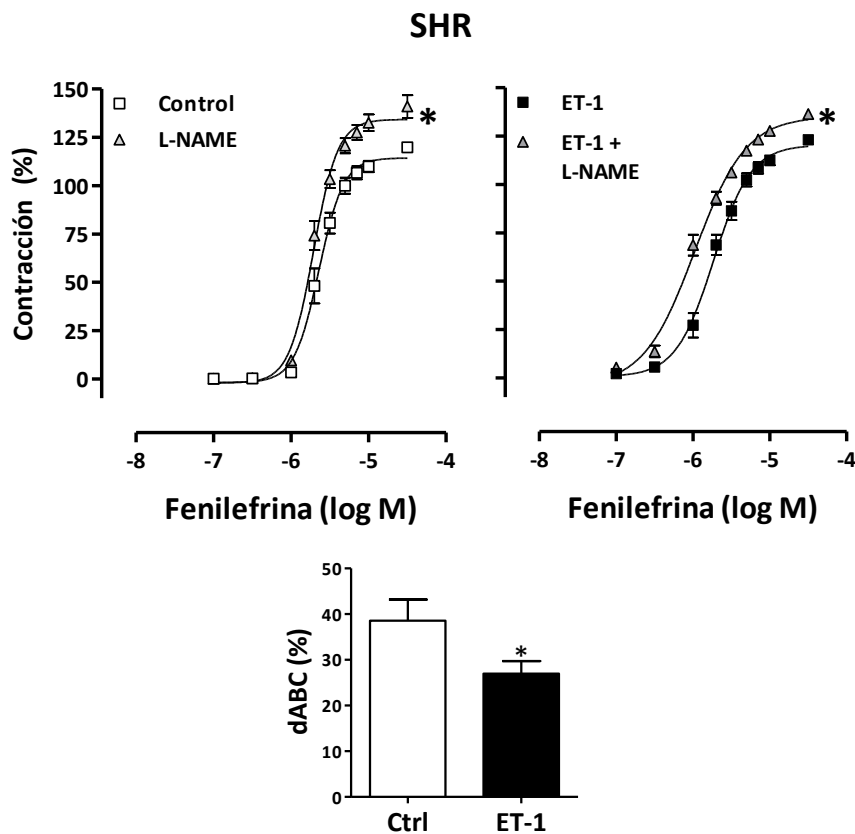 SHR
Control
L-NAME
*
Contracción (%)
150
125
100
75
50
25
0
-8 -7 -6 -5 -4
Fenilefrina (log M)
ET-1
ET-1 +
L-NAME
*
-8 -7 -6 -5 -4
Fenilefrina (log M)
dABC (%)
50
40
30
20
10
0
*
Ctrl ET-1